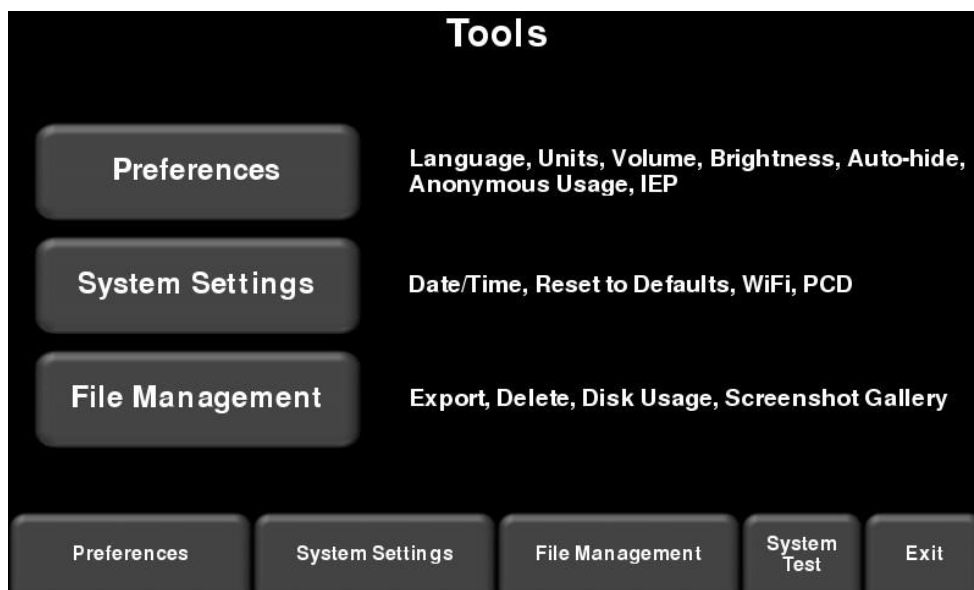 Tools
Preferences
Language, Units, Volume, Brightness, Auto-hide,
Anonymous Usage, IEP
System Settings
Date/Time, Reset to Defaults, WiFi, PCD
File Management
Export, Delete, Disk Usage, Screenshot Gallery
Preferences
System Settings
File Management
System
Test
Exit